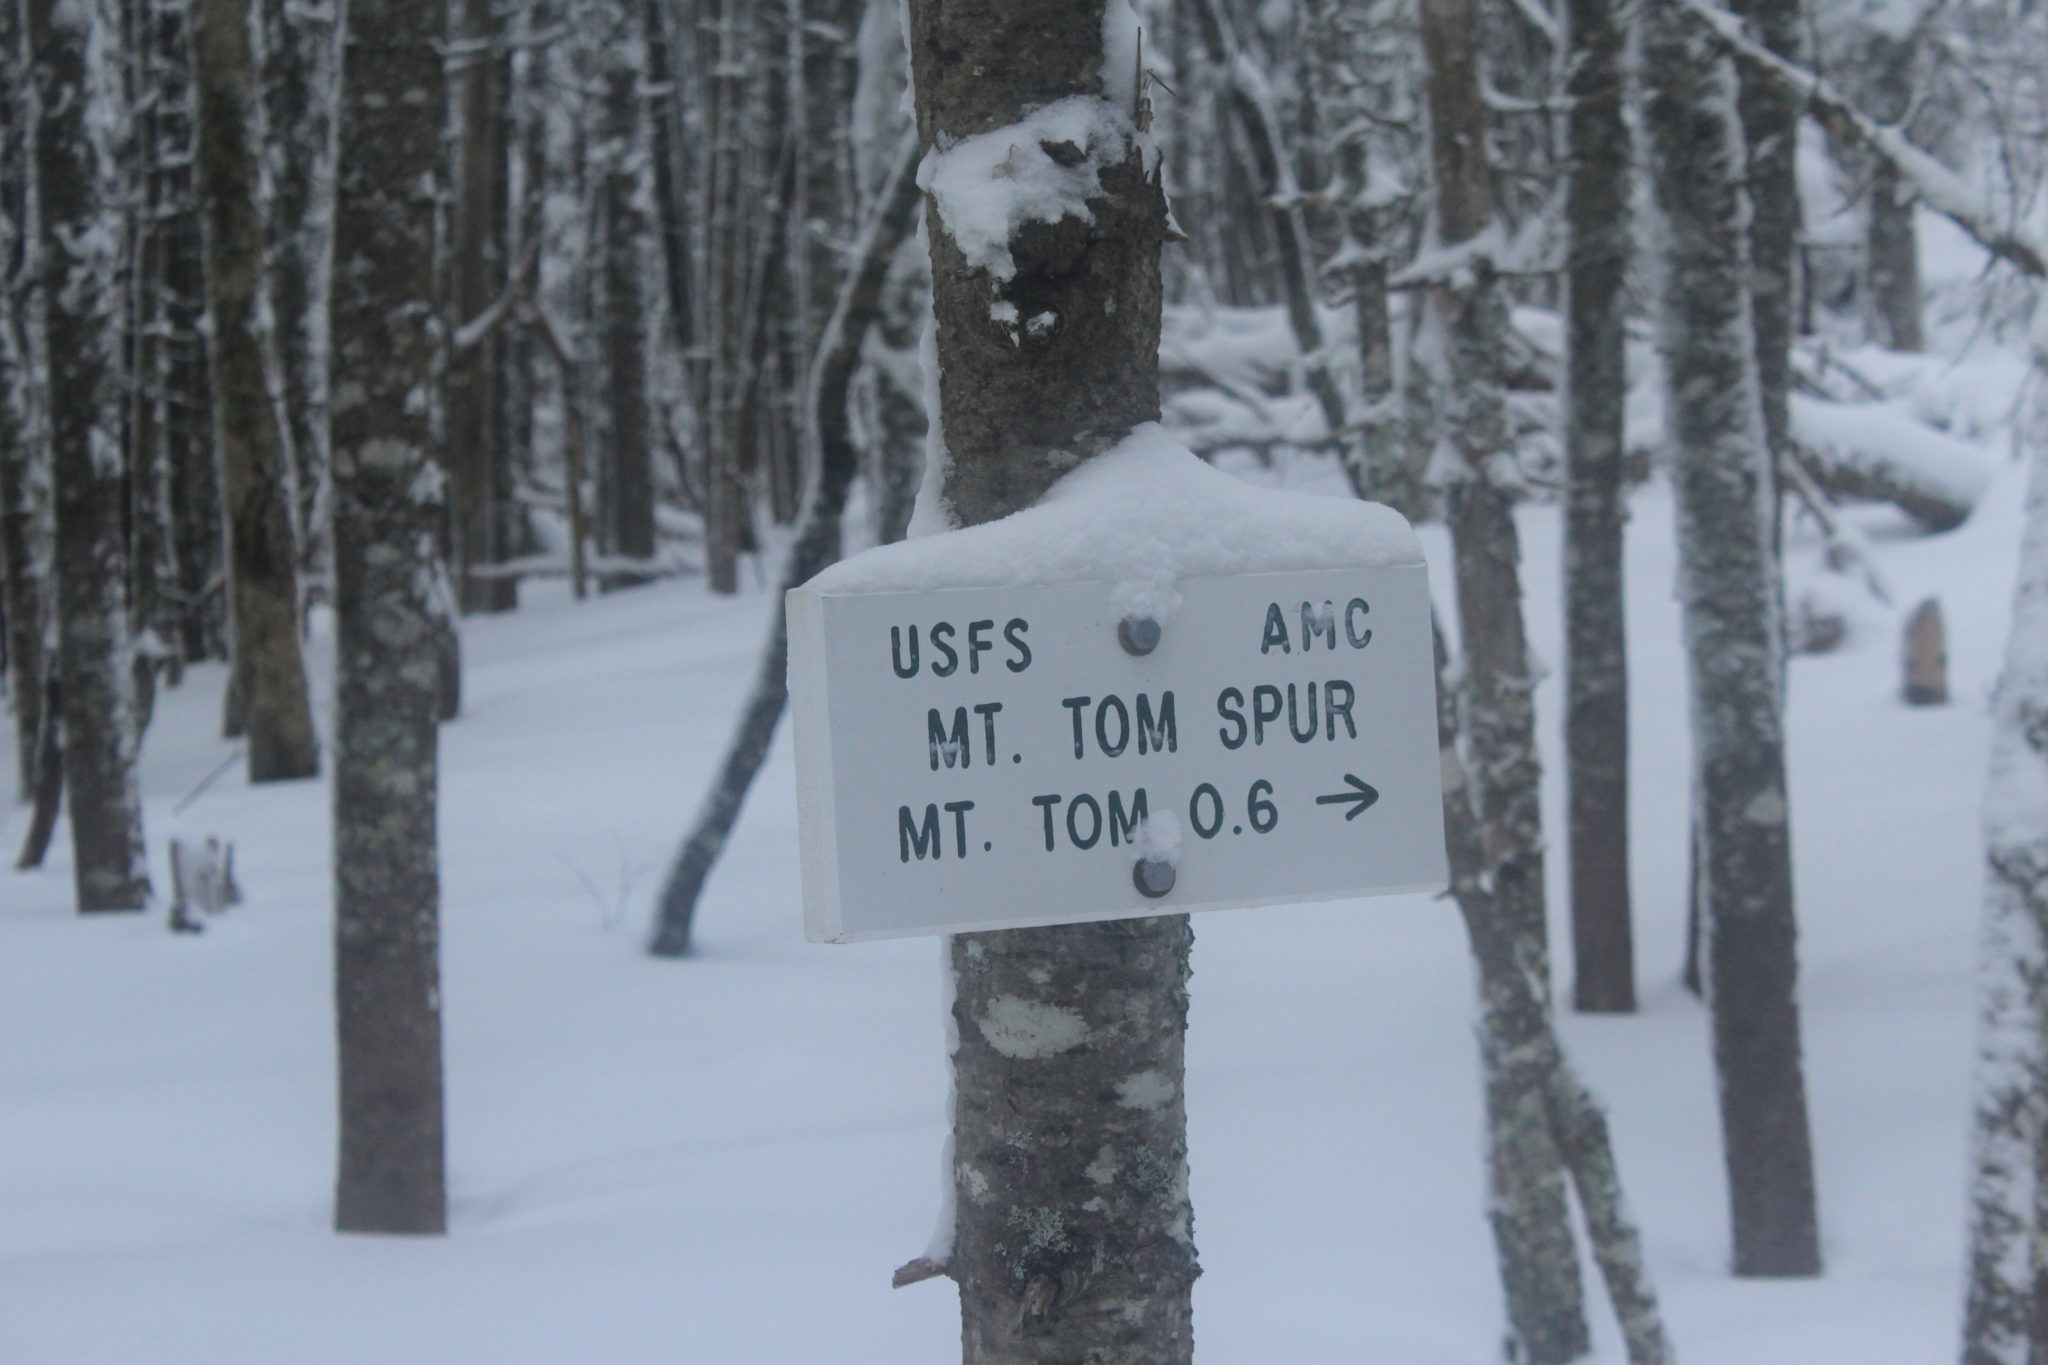 USFS AMC
MT. TOM SPUR
MT. TOM 0.6 →